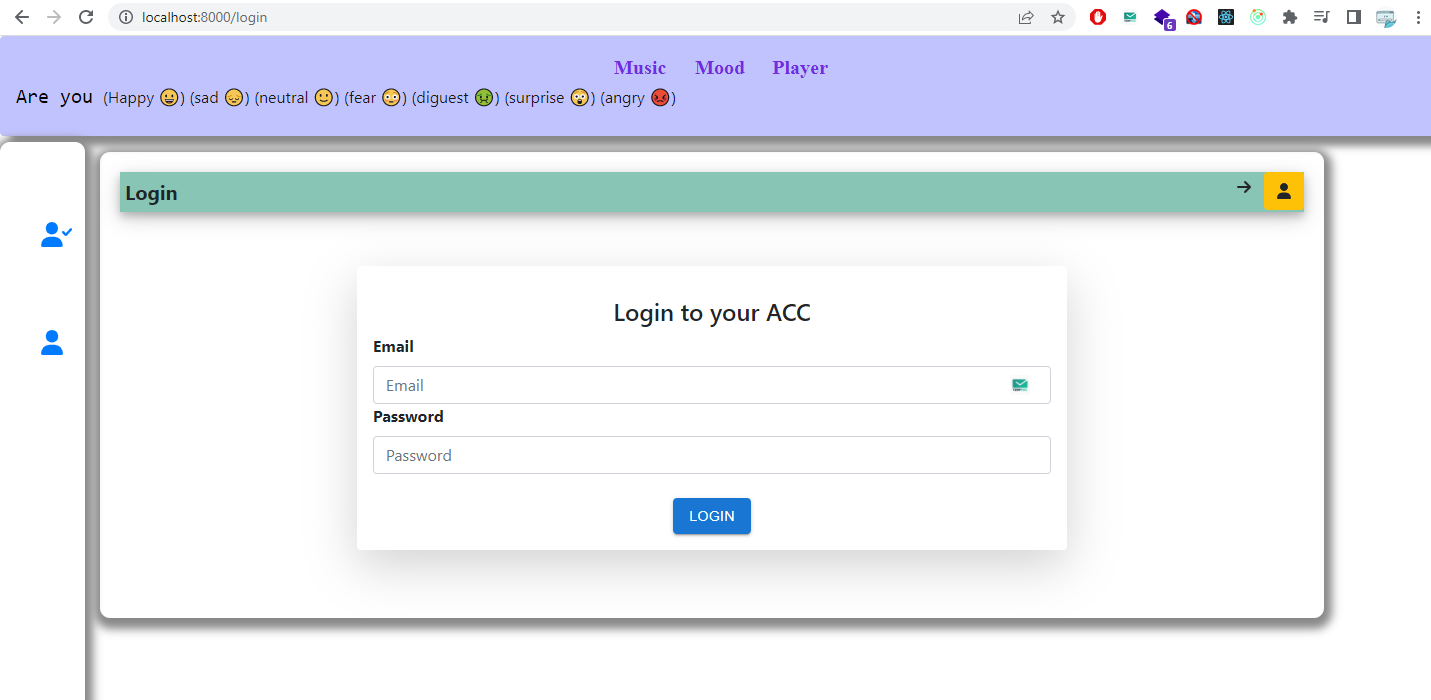 localhost:8000/login
6
Music Mood Player
Are you (Happy 😀) (sad 😔) (neutral 🙂) (fear 😳) (diguest 🤢) (surprise 😲) (angry 😡)
Login
Login to your ACC
Email
Email
Password
Password
LOGIN